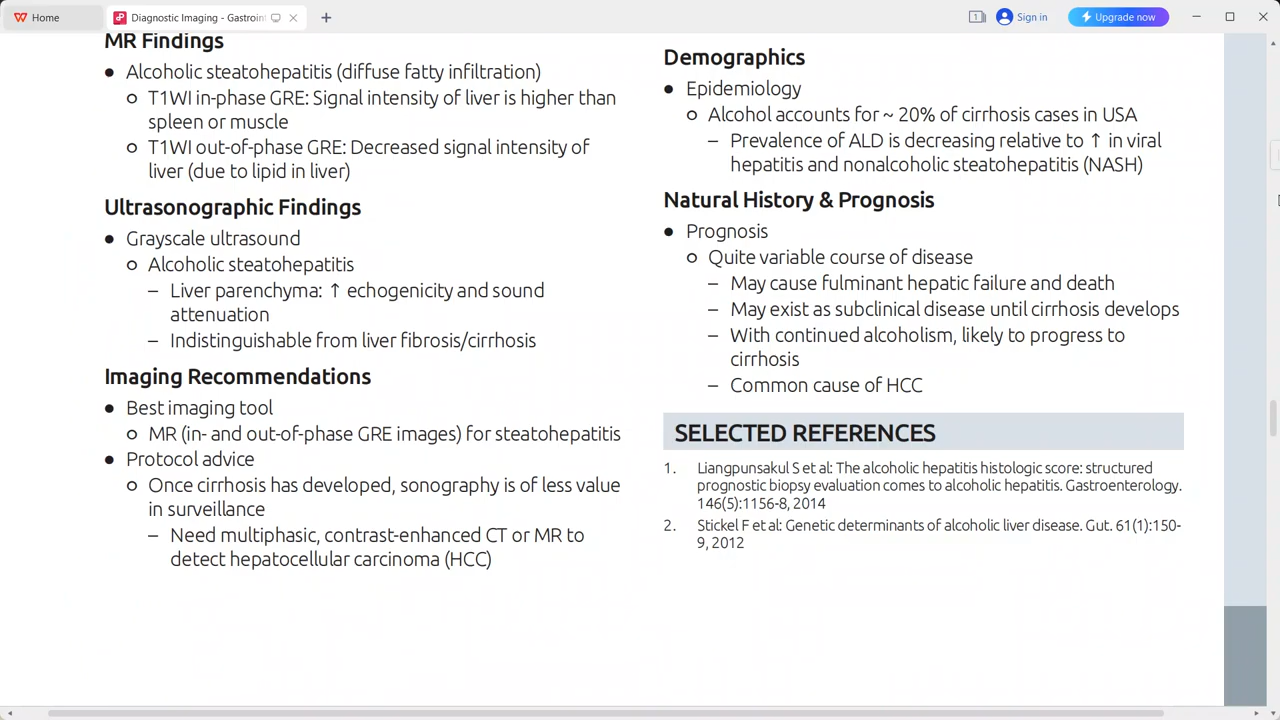 Home
Diagnostic Imaging - Gastroint
1
Sign in
Upgrade now
MR Findings
● Alcoholic steatohepatitis (diffuse fatty infiltration)
o T1WI in-phase GRE: Signal intensity of liver is higher than
spleen or muscle
o T1WI out-of-phase GRE: Decreased signal intensity of
liver (due to lipid in liver)
Ultrasonographic Findings
● Grayscale ultrasound
o Alcoholic steatohepatitis
– Liver parenchyma: ↑ echogenicity and sound
attenuation
– Indistinguishable from liver fibrosis/cirrhosis
Imaging Recommendations
● Best imaging tool
o MR (in- and out-of-phase GRE images) for steatohepatitis
● Protocol advice
o Once cirrhosis has developed, sonography is of less value
in surveillance
– Need multiphasic, contrast-enhanced CT or MR to
detect hepatocellular carcinoma (HCC)
Demographics
● Epidemiology
o Alcohol accounts for ~ 20% of cirrhosis cases in USA
– Prevalence of ALD is decreasing relative to ↑ in viral
hepatitis and nonalcoholic steatohepatitis (NASH)
Natural History & Prognosis
● Prognosis
o Quite variable course of disease
– May cause fulminant hepatic failure and death
– May exist as subclinical disease until cirrhosis develops
– With continued alcoholism, likely to progress to
cirrhosis
– Common cause of HCC
SELECTED REFERENCES
1. Liangpunsakul S et al: The alcoholic hepatitis histologic score: structured
prognostic biopsy evaluation comes to alcoholic hepatitis. Gastroenterology.
146(5):1156-8, 2014
2. Stickel F et al: Genetic determinants of alcoholic liver disease. Gut. 61(1):150-
9, 2012